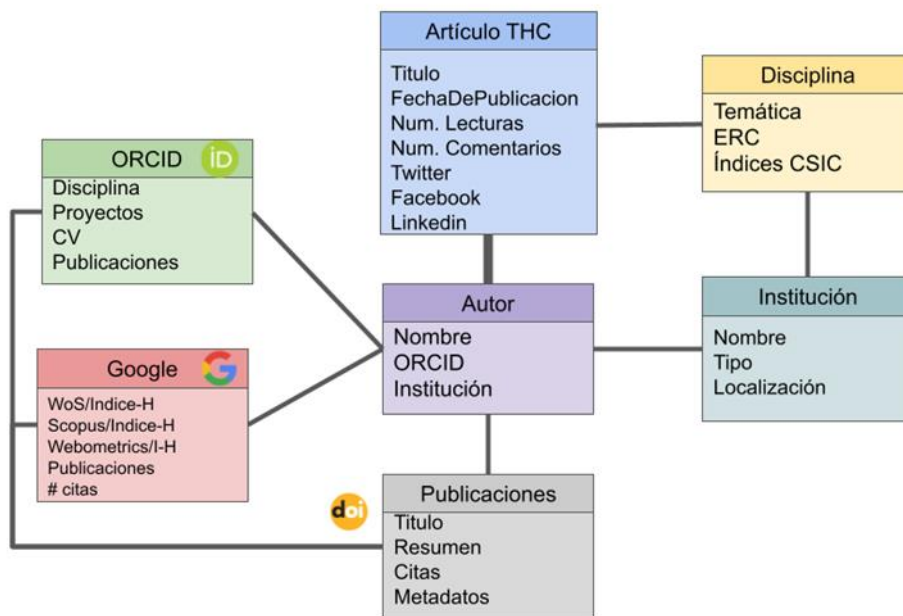 Artículo THC
Titulo
FechaDePublicacion
Num. Lecturas
Num. Comentarios
Twitter
Facebook
Linkedin
Disciplina
Temática
ERC
Índices CSIC
ORCID
iD
Disciplina
Proyectos
CV
Publicaciones
Autor
Nombre
ORCID
Institución
Institución
Nombre
Tipo
Localización
Google
G
WoS/Indice-H
Scopus/Indice-H
Webometrics/I-H
Publicaciones
# citas
doi
Publicaciones
Titulo
Resumen
Citas
Metadatos